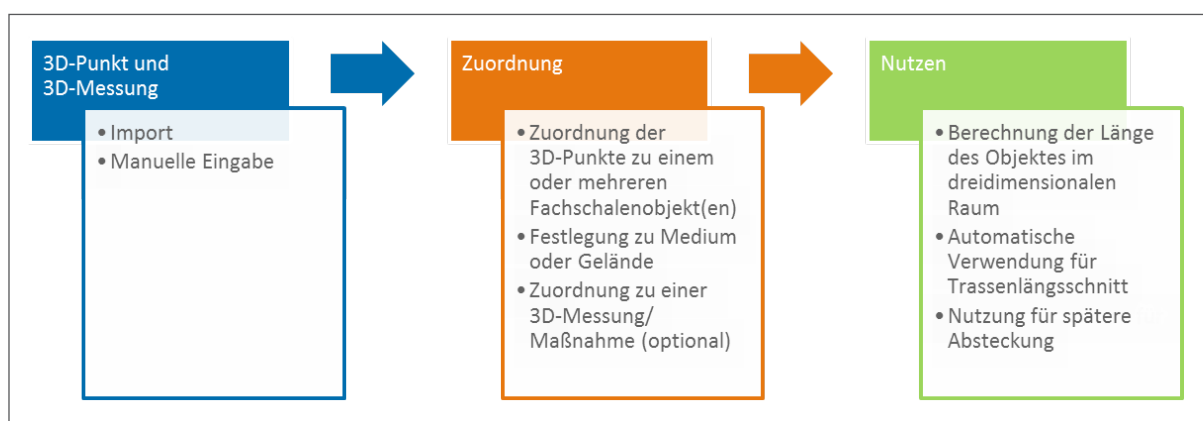 3D-Punkt und
3D-Messung
• Import
• Manuelle Eingabe
Zuordnung
• Zuordnung der
3D-Punkte zu einem
oder mehreren
Fachschalenobjekt(en)
• Festlegung zu Medium
oder Gelände
• Zuordnung zu einer
3D-Messung/
Maßnahme (optional)
Nutzen
• Berechnung der Länge
des Objektes im
dreidimensionalen
Raum
• Automatische
Verwendung für
Trassenlängsschnitt
• Nutzung für spätere
Absteckung